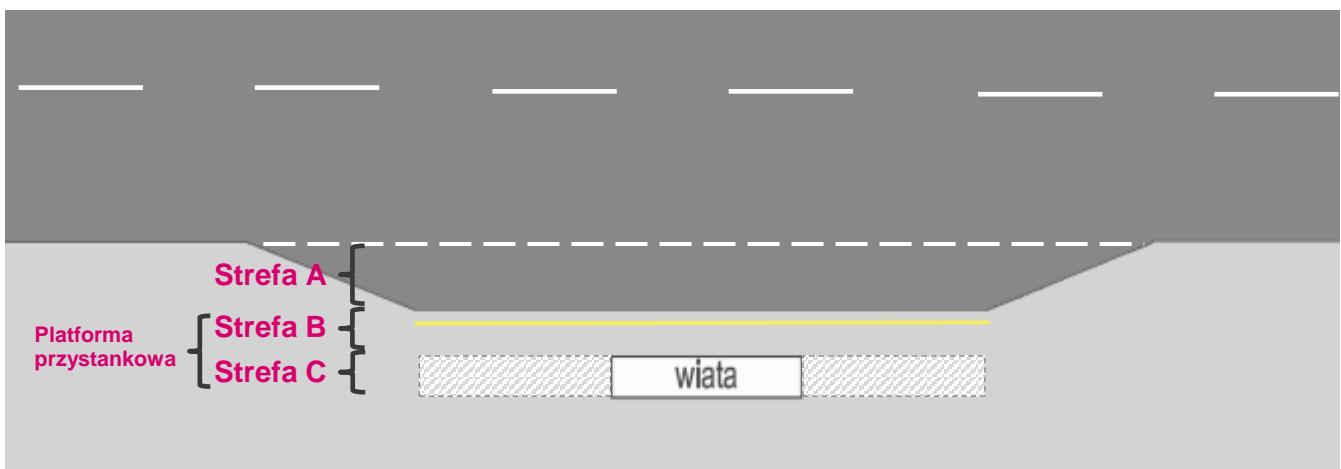 Strefa A
Platforma
przystankowa
Strefa B
Strefa C
wiata